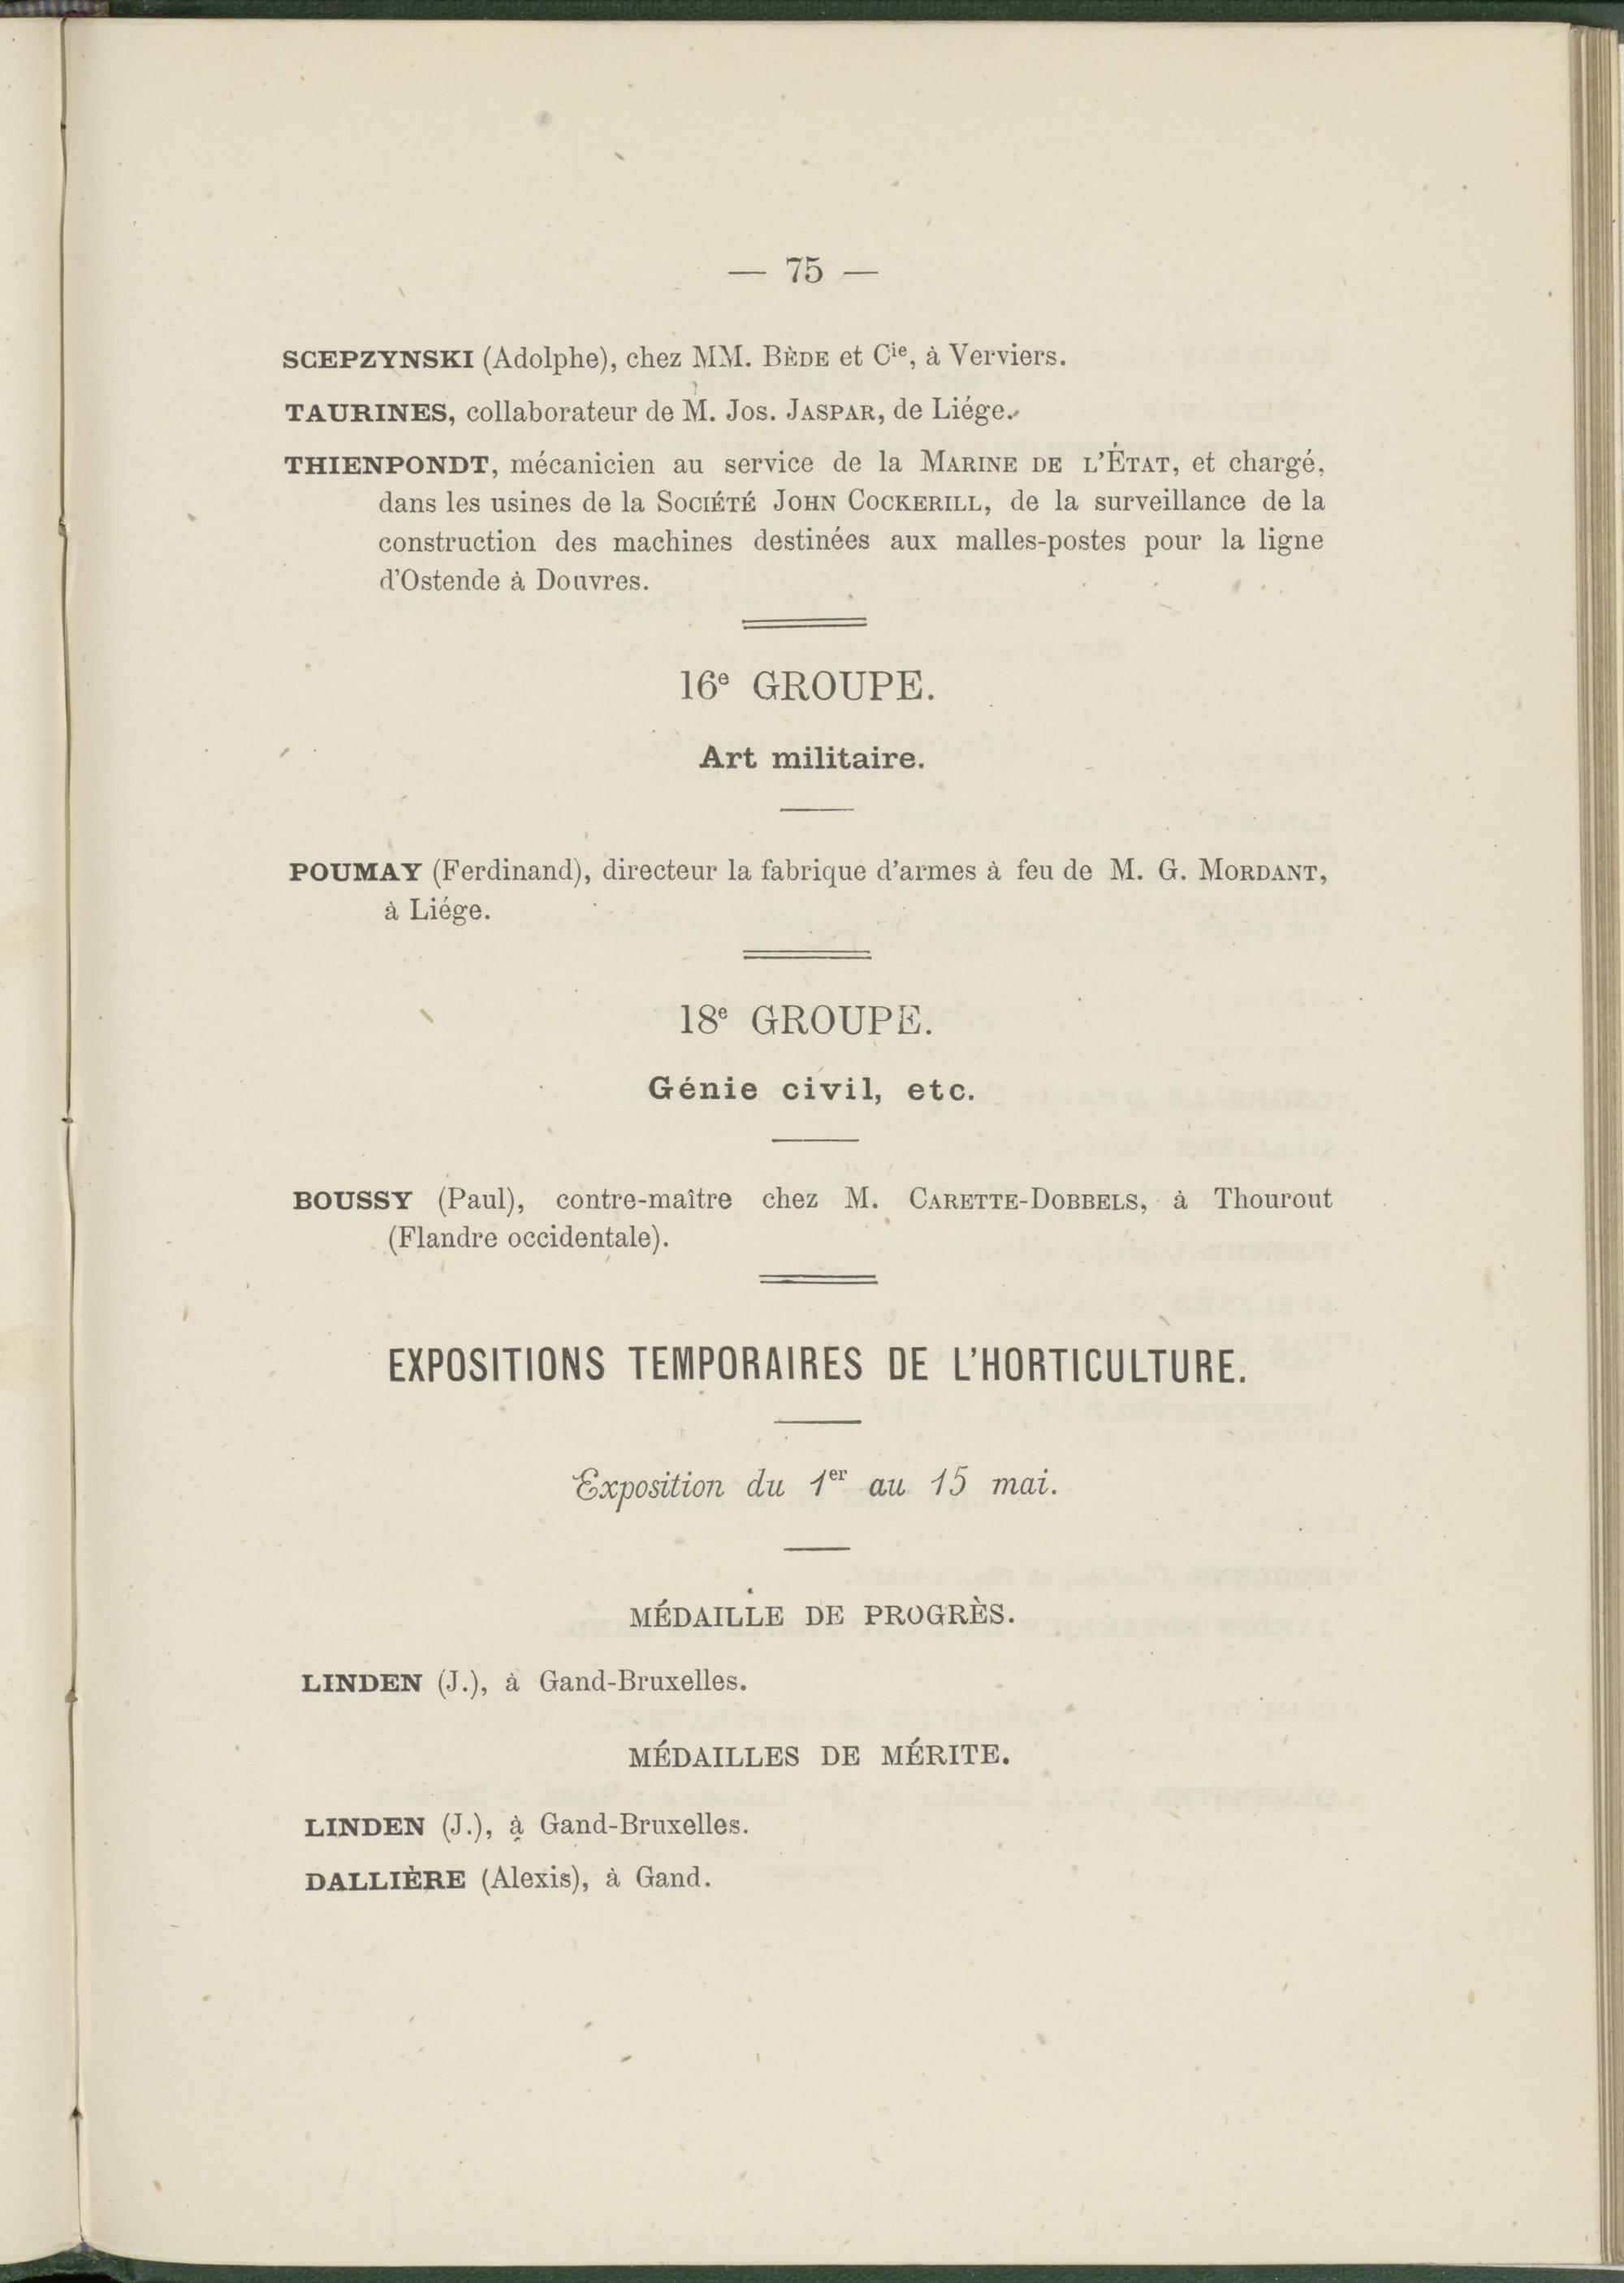 — 75 —
SCEPZYNSKI (Adolphe), chez MM. BÈDE et Cie, à Verviers.
TAURINES, collaborateur de M. Jos. JASPAR, de Liége.
THIENPONDT, mécanicien au service de la MARINE DE L'ÉTAT, et chargé,
dans les usines de la SOCIÉTÉ JOHN COCKERILL, de la surveillance de la
construction des machines destinées aux malles-postes pour la ligne
d'Ostende à Douvres.
16e GROUPE.
Art militaire.
POUMAY (Ferdinand), directeur la fabrique d'armes à feu de M. G. MORDANT,
à Liége.
18e GROUPE.
Génie civil, etc.
BOUSSY (Paul), contre-maître chez M. CARETTE-DOBBELS, à Thourout
(Flandre occidentale).
EXPOSITIONS TEMPORAIRES DE L'HORTICULTURE.
Exposition du 1er au 15 mai.
MÉDAILLE DE PROGRÈS.
LINDEN (J.), à Gand-Bruxelles.
MÉDAILLES DE MÉRITE.
LINDEN (J.), à Gand-Bruxelles.
DALLIÈRE (Alexis), à Gand.